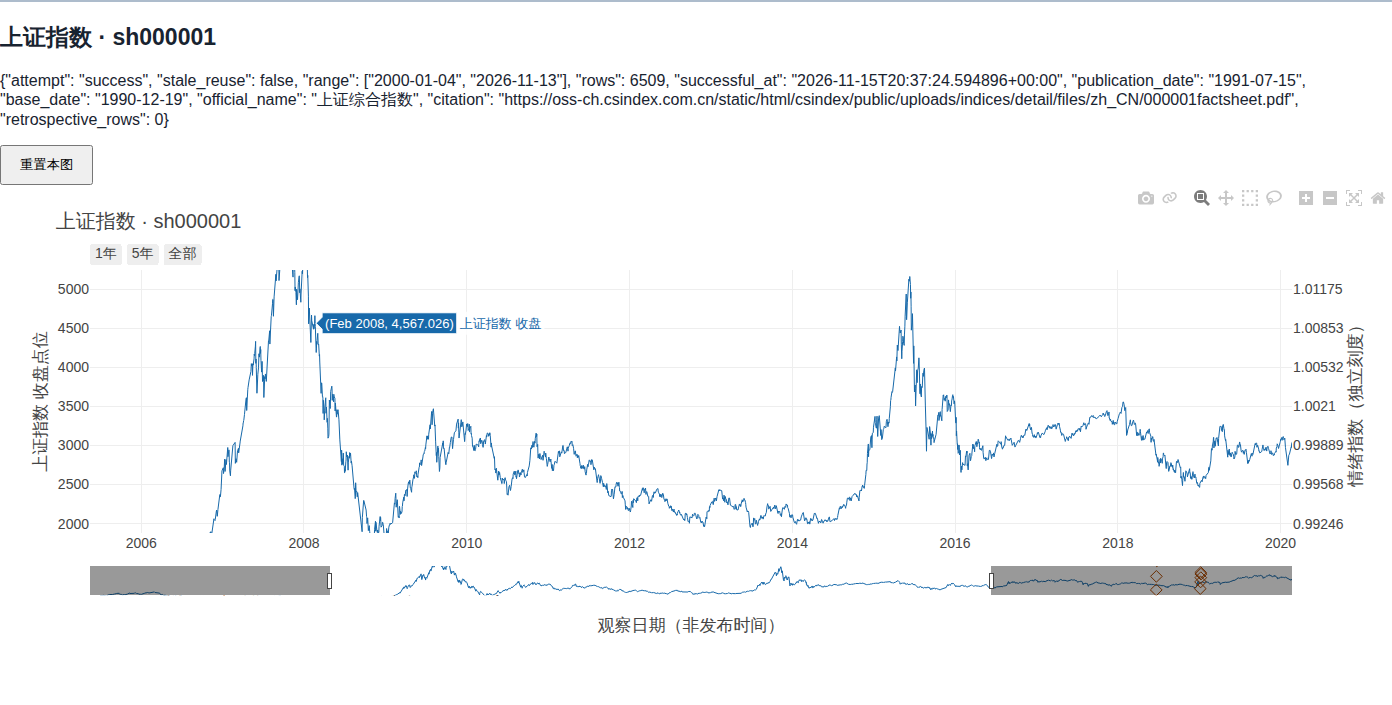 上证指数 · sh000001
{"attempt": "success", "stale_reuse": false, "range": ["2000-01-04", "2026-11-13"], "rows": 6509, "successful_at": "2026-11-15T20:37:24.594896+00:00", "publication_date": "1991-07-15",
"base_date": "1990-12-19", "official_name": "上证综合指数", "citation": "https://oss-ch.csindex.com.cn/static/html/csindex/public/uploads/indices/detail/files/zh_CN/000001factsheet.pdf",
"retrospective_rows": 0}
重置本图
上证指数 · sh000001
1年 5年 全部
上证指数 收盘点位
5000
4500
4000
3500
3000
2500
2000
(Feb 2008, 4,567.026) 上证指数 收盘
1.01175
1.00853
1.00532
1.0021
0.99889
0.99568
0.99246
情绪指数（独立刻度）
2006 2008 2010 2012 2014 2016 2018 2020
观察日期（非发布时间）